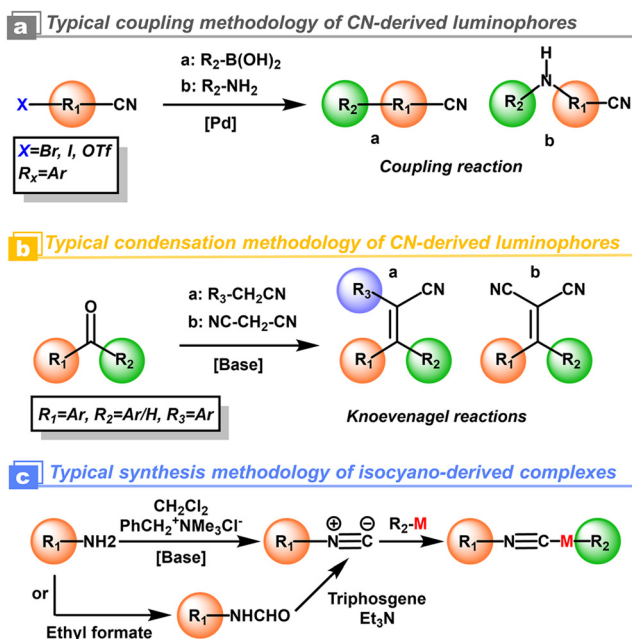 a Typical coupling methodology of CN-derived luminophores
X R₁ CN
a: R₂-B(OH)₂
b: R₂-NH₂
[Pd]
R₂ R₁ CN
a
H
N
R₂ R₁ CN
b
X=Br, I, OTf
Rₓ=Ar
Coupling reaction
b Typical condensation methodology of CN-derived luminophores
O
R₁ R₂
a: R₃-CH₂CN
b: NC-CH₂-CN
[Base]
a
R₃ CN
R₁ R₂
b
NC CN
R₁ R₂
R₁=Ar, R₂=Ar/H, R₃=Ar
Knoevenagel reactions
c Typical synthesis methodology of isocyano-derived complexes
R₁ NH2
CH₂Cl₂
PhCH₂⁺NMe₃Cl⁻
[Base]
⊕ ⊖
R₁ N≡C
R₂-M
R₁ N≡C-M-R₂
or
Ethyl formate
R₁ NHCHO
Triphosgene
Et₃N